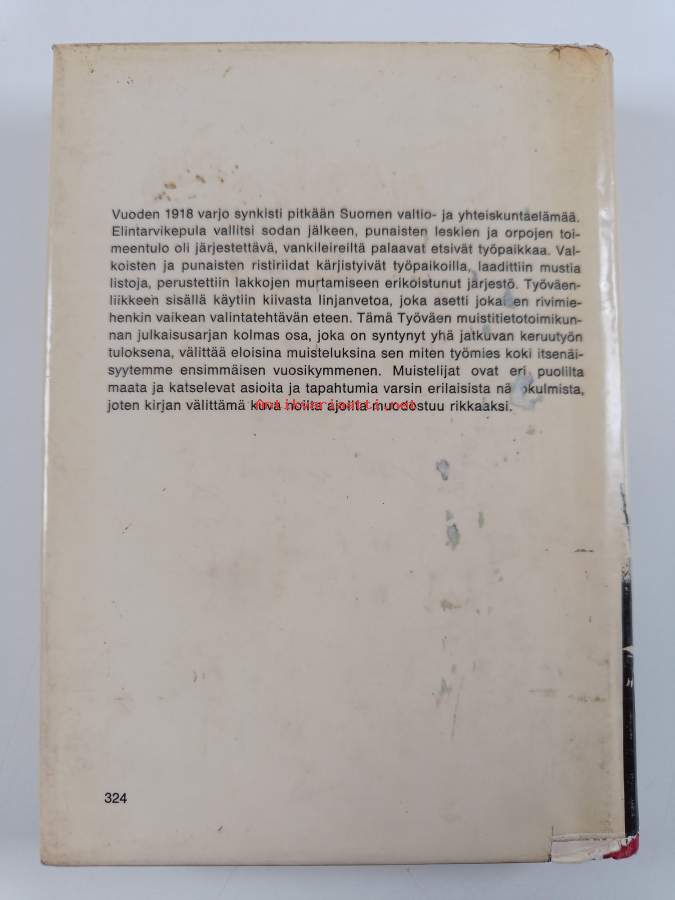 Vuoden 1918 varjo synkisti pitkään Suomen valtio- ja yhteiskuntaelämää.
Elintarvikepula vallitsi sodan jälkeen, punaisten leskien ja orpojen toi-
meentulo oli järjestettävä, vankileireiltä palaavat etsivät työpaikkaa. Val-
koisten ja punaisten ristiriidat kärjistyivät työpaikoilla, laadittiin mustia
listoja, perustettiin lakkojen murtamiseen erikoistunut järjestö. Työväen-
liikkeen sisällä käytiin kiivasta linjanvetoa, joka asetti joka en rivimie-
henkin vaikean valintatehtävän eteen. Tämä Työväen muistitietotoimikun-
nan julkaisusarjan kolmas osa, joka on syntynyt yhä jatkuvan keruutyön
tuloksena, välittää eloisina muisteluksina sen miten työmies koki itsenäi-
syytemme ensimmäisen vuosikymmenen. Muistelijat ovat eri puolilta
maata ja katselevat asioita ja tapahtumia varsin erilaisista nä okulmista,
joten kirjan välittämä kuva noilta ajoilta muodostuu rikkaaksi.
Antikvariaatti.net
324